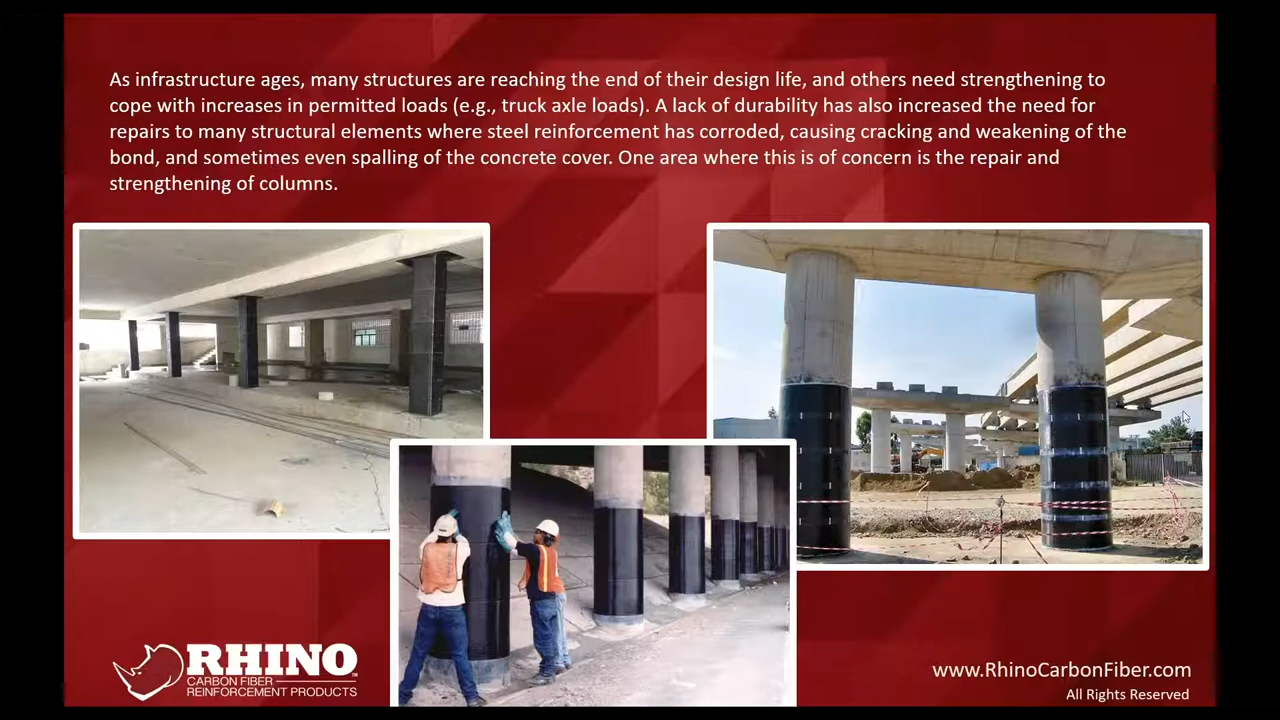 As infrastructure ages, many structures are reaching the end of their design life, and others need strengthening to
cope with increases in permitted loads (e.g., truck axle loads). A lack of durability has also increased the need for
repairs to many structural elements where steel reinforcement has corroded, causing cracking and weakening of the
bond, and sometimes even spalling of the concrete cover. One area where this is of concern is the repair and
strengthening of columns.
RHINO
CARBON FIBER
REINFORCEMENT PRODUCTS
www.RhinoCarbonFiber.com
All Rights Reserved